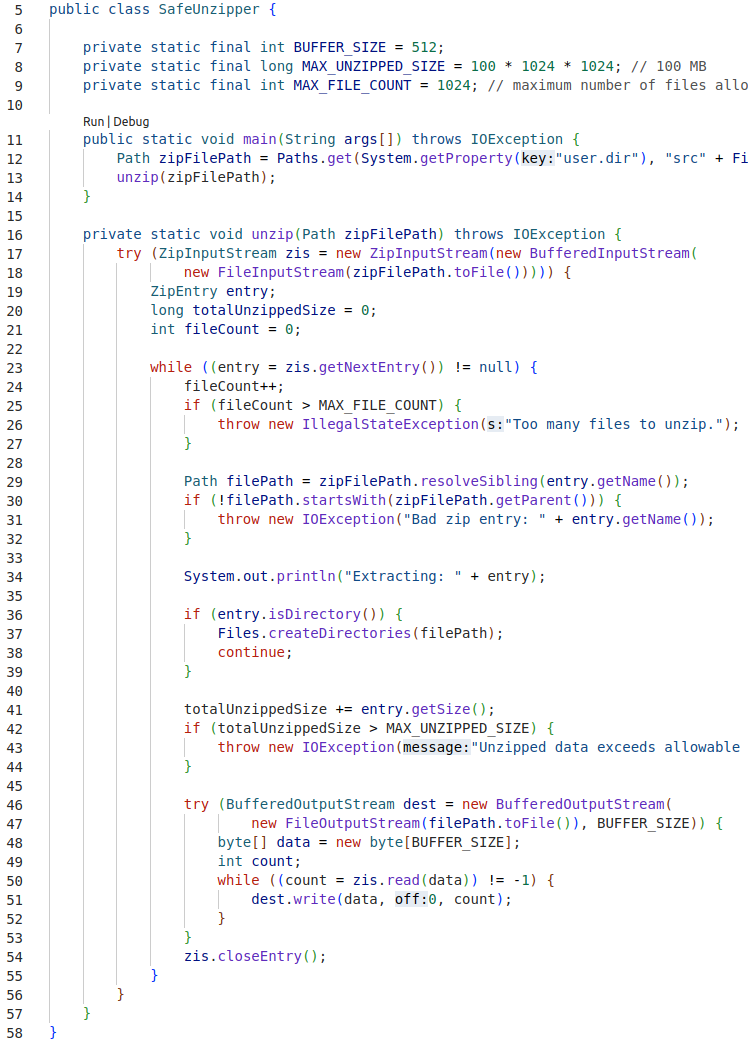 5 public class SafeUnzipper {
6
7 private static final int BUFFER_SIZE = 512;
8 private static final long MAX_UNZIPPED_SIZE = 100 * 1024 * 1024; // 100 MB
9 private static final int MAX_FILE_COUNT = 1024; // maximum number of files allo
10
Run | Debug
11 public static void main(String args[]) throws IOException {
12 Path zipFilePath = Paths.get(System.getProperty(key:"user.dir"), "src" + Fi
13 unzip(zipFilePath);
14 }
15
16 private static void unzip(Path zipFilePath) throws IOException {
17 try (ZipInputStream zis = new ZipInputStream(new BufferedInputStream(
18 new FileInputStream(zipFilePath.toFile())))) {
19 ZipEntry entry;
20 long totalUnzippedSize = 0;
21 int fileCount = 0;
22
23 while ((entry = zis.getNextEntry()) != null) {
24 fileCount++;
25 if (fileCount > MAX_FILE_COUNT) {
26 throw new IllegalStateException(s:"Too many files to unzip.");
27 }
28
29 Path filePath = zipFilePath.resolveSibling(entry.getName());
30 if (!filePath.startsWith(zipFilePath.getParent())) {
31 throw new IOException("Bad zip entry: " + entry.getName());
32 }
33
34 System.out.println("Extracting: " + entry);
35
36 if (entry.isDirectory()) {
37 Files.createDirectories(filePath);
38 continue;
39 }
40
41 totalUnzippedSize += entry.getSize();
42 if (totalUnzippedSize > MAX_UNZIPPED_SIZE) {
43 throw new IOException(message:"Unzipped data exceeds allowable
44 }
45
46 try (BufferedOutputStream dest = new BufferedOutputStream(
47 new FileOutputStream(filePath.toFile()), BUFFER_SIZE)) {
48 byte[] data = new byte[BUFFER_SIZE];
49 int count;
50 while ((count = zis.read(data)) != -1) {
51 dest.write(data, off:0, count);
52 }
53 }
54 zis.closeEntry();
55 }
56 }
57 }
58 }